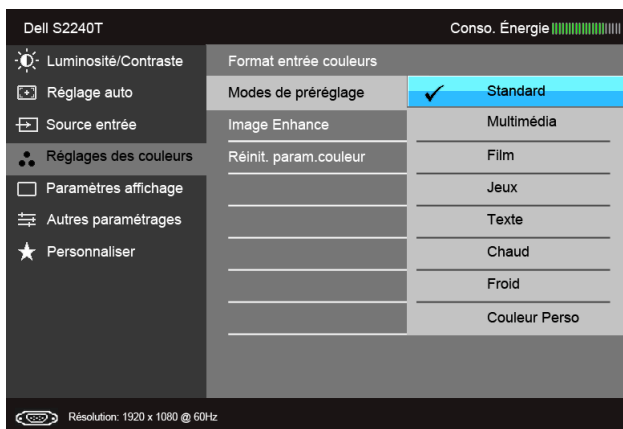 Dell S2240T
Conso. Énergie
Luminosité/Contraste
Réglage auto
Source entrée
Réglages des couleurs
Paramètres affichage
Autres paramétrages
Personnaliser
Format entrée couleurs
Modes de préréglage
Image Enhance
Réinit. param.couleur
Standard
Multimédia
Film
Jeux
Texte
Chaud
Froid
Couleur Perso
Résolution: 1920 x 1080 @ 60Hz